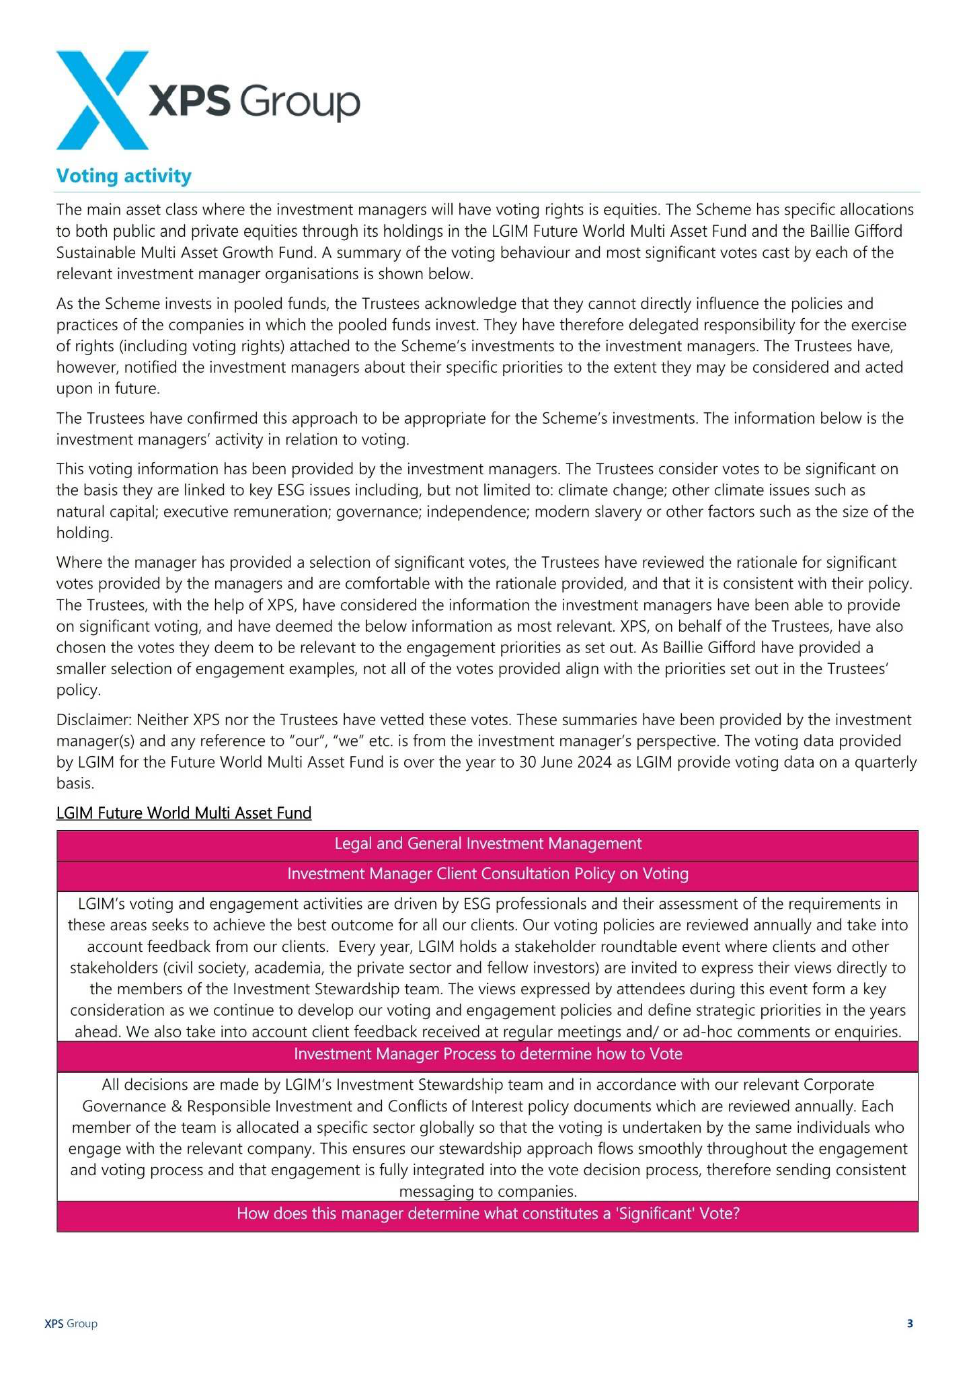 XPS Group
Voting activity
The main asset class where the investment managers will have voting rights is equities. The Scheme has specific allocations
to both public and private equities through its holdings in the LGIM Future World Multi Asset Fund and the Baillie Gifford
Sustainable Multi Asset Growth Fund. A summary of the voting behaviour and most significant votes cast by each of the
relevant investment manager organisations is shown below.
As the Scheme invests in pooled funds, the Trustees acknowledge that they cannot directly influence the policies and
practices of the companies in which the pooled funds invest. They have therefore delegated responsibility for the exercise
of rights (including voting rights) attached to the Scheme’s investments to the investment managers. The Trustees have,
however, notified the investment managers about their specific priorities to the extent they may be considered and acted
upon in future.
The Trustees have confirmed this approach to be appropriate for the Scheme’s investments. The information below is the
investment managers’ activity in relation to voting.
This voting information has been provided by the investment managers. The Trustees consider votes to be significant on
the basis they are linked to key ESG issues including, but not limited to: climate change; other climate issues such as
natural capital; executive remuneration; governance; independence; modern slavery or other factors such as the size of the
holding.
Where the manager has provided a selection of significant votes, the Trustees have reviewed the rationale for significant
votes provided by the managers and are comfortable with the rationale provided, and that it is consistent with their policy.
The Trustees, with the help of XPS, have considered the information the investment managers have been able to provide
on significant voting, and have deemed the below information as most relevant. XPS, on behalf of the Trustees, have also
chosen the votes they deem to be relevant to the engagement priorities as set out. As Baillie Gifford have provided a
smaller selection of engagement examples, not all of the votes provided align with the priorities set out in the Trustees’
policy.
Disclaimer: Neither XPS nor the Trustees have vetted these votes. These summaries have been provided by the investment
manager(s) and any reference to “our”, “we” etc. is from the investment manager’s perspective. The voting data provided
by LGIM for the Future World Multi Asset Fund is over the year to 30 June 2024 as LGIM provide voting data on a quarterly
basis.
LGIM Future World Multi Asset Fund
Legal and General Investment Management
Investment Manager Client Consultation Policy on Voting
LGIM’s voting and engagement activities are driven by ESG professionals and their assessment of the requirements in
these areas seeks to achieve the best outcome for all our clients. Our voting policies are reviewed annually and take into
account feedback from our clients.  Every year, LGIM holds a stakeholder roundtable event where clients and other
stakeholders (civil society, academia, the private sector and fellow investors) are invited to express their views directly to
the members of the Investment Stewardship team. The views expressed by attendees during this event form a key
consideration as we continue to develop our voting and engagement policies and define strategic priorities in the years
ahead. We also take into account client feedback received at regular meetings and/ or ad-hoc comments or enquiries.
Investment Manager Process to determine how to Vote
All decisions are made by LGIM’s Investment Stewardship team and in accordance with our relevant Corporate
Governance & Responsible Investment and Conflicts of Interest policy documents which are reviewed annually. Each
member of the team is allocated a specific sector globally so that the voting is undertaken by the same individuals who
engage with the relevant company. This ensures our stewardship approach flows smoothly throughout the engagement
and voting process and that engagement is fully integrated into the vote decision process, therefore sending consistent
messaging to companies.
How does this manager determine what constitutes a 'Significant' Vote?
XPS Group
3